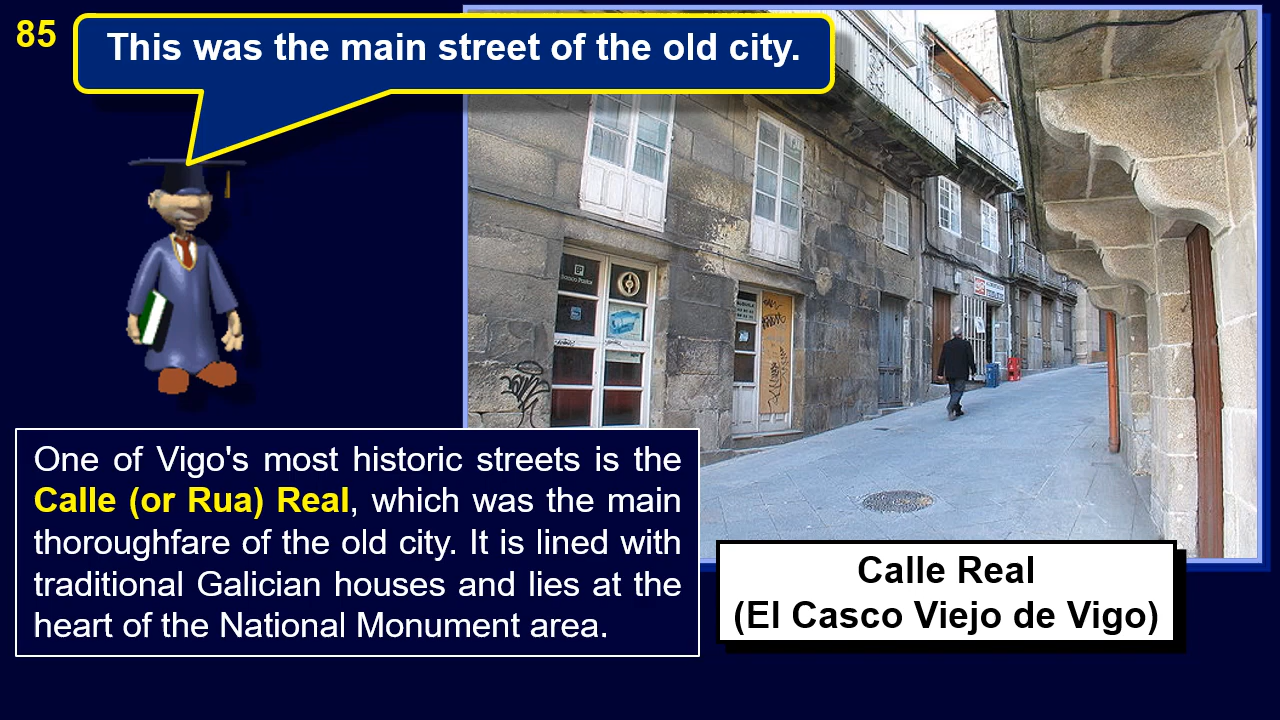 85
This was the main street of the old city.
One of Vigo's most historic streets is the
Calle (or Rua) Real, which was the main
thoroughfare of the old city. It is lined with
traditional Galician houses and lies at the
heart of the National Monument area.
Calle Real
(El Casco Viejo de Vigo)